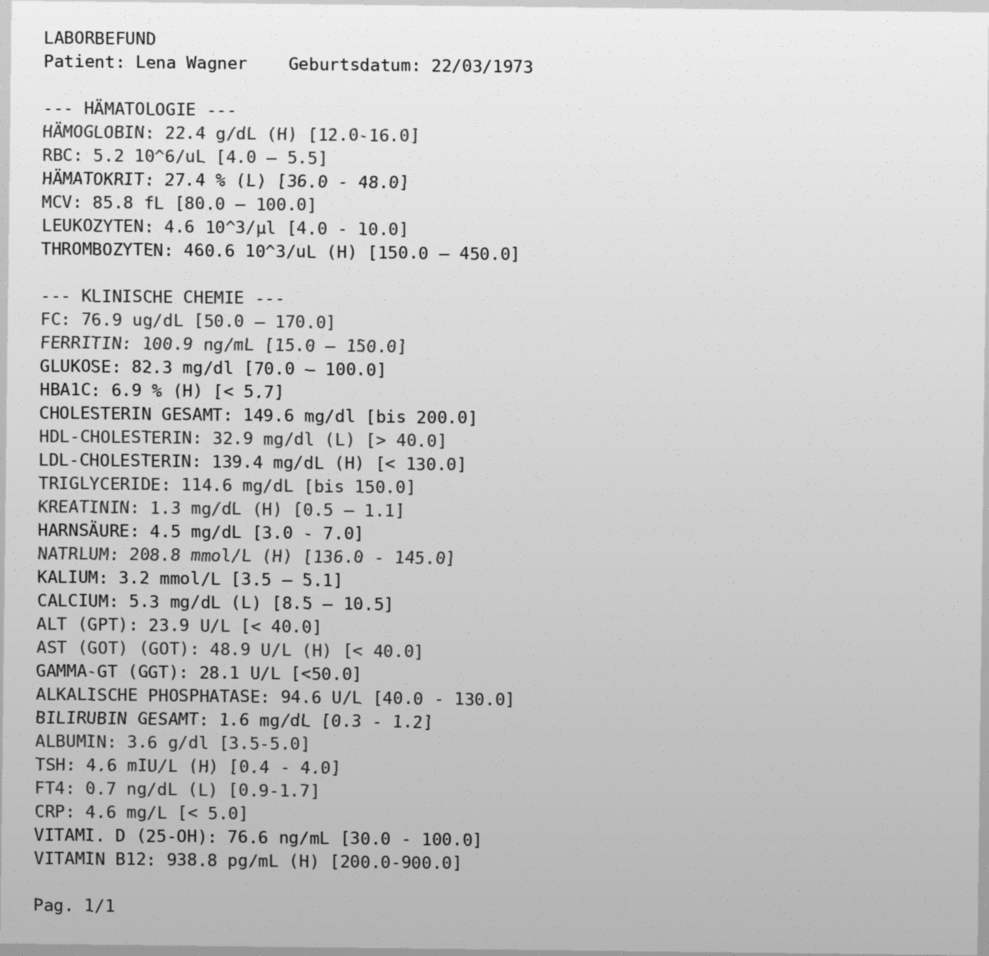 LABORBEFUND
Patient: Lena Wagner    Geburtsdatum: 22/03/1973
--- HÄMATOLOGIE ---
HÄMOGLOBIN: 22.4 g/dL (H) [12.0-16.0]
RBC: 5.2 10^6/uL [4.0 – 5.5]
HÄMATOKRIT: 27.4 % (L) [36.0 - 48.0]
MCV: 85.8 fL [80.0 – 100.0]
LEUKOZYTEN: 4.6 10^3/µl [4.0 - 10.0]
THROMBOZYTEN: 460.6 10^3/uL (H) [150.0 – 450.0]
--- KLINISCHE CHEMIE ---
FC: 76.9 ug/dL [50.0 – 170.0]
FERRITIN: 100.9 ng/mL [15.0 – 150.0]
GLUKOSE: 82.3 mg/dl [70.0 – 100.0]
HBA1C: 6.9 % (H) [< 5.7]
CHOLESTERIN GESAMT: 149.6 mg/dl [bis 200.0]
HDL-CHOLESTERIN: 32.9 mg/dl (L) [> 40.0]
LDL-CHOLESTERIN: 139.4 mg/dL (H) [< 130.0]
TRIGLYCERIDE: 114.6 mg/dL [bis 150.0]
KREATININ: 1.3 mg/dL (H) [0.5 – 1.1]
HARNSÄURE: 4.5 mg/dL [3.0 - 7.0]
NATRLUM: 208.8 mmol/L (H) [136.0 - 145.0]
KALIUM: 3.2 mmol/L [3.5 – 5.1]
CALCIUM: 5.3 mg/dL (L) [8.5 – 10.5]
ALT (GPT): 23.9 U/L [< 40.0]
AST (GOT) (GOT): 48.9 U/L (H) [< 40.0]
GAMMA-GT (GGT): 28.1 U/L [<50.0]
ALKALISCHE PHOSPHATASE: 94.6 U/L [40.0 - 130.0]
BILIRUBIN GESAMT: 1.6 mg/dL [0.3 - 1.2]
ALBUMIN: 3.6 g/dl [3.5-5.0]
TSH: 4.6 mIU/L (H) [0.4 - 4.0]
FT4: 0.7 ng/dL (L) [0.9-1.7]
CRP: 4.6 mg/L [< 5.0]
VITAMI. D (25-OH): 76.6 ng/mL [30.0 - 100.0]
VITAMIN B12: 938.8 pg/mL (H) [200.0-900.0]
Pag. 1/1